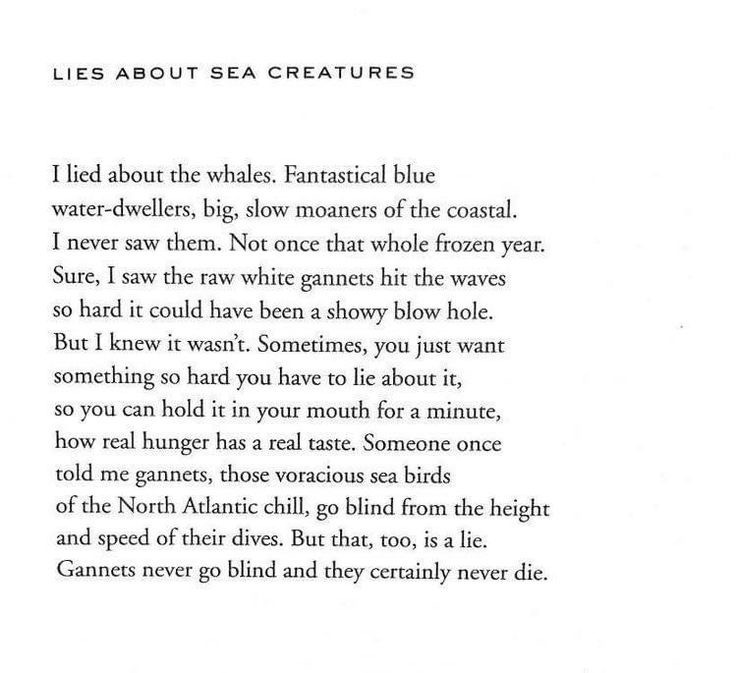 LIES ABOUT SEA CREATURES
I lied about the whales. Fantastical blue
water-dwellers, big, slow moaners of the coastal.
I never saw them. Not once that whole frozen year.
Sure, I saw the raw white gannets hit the waves
so hard it could have been a showy blow hole.
But I knew it wasn't. Sometimes, you just want
something so hard you have to lie about it,
so you can hold it in your mouth for a minute,
how real hunger has a real taste. Someone once
told me gannets, those voracious sea birds
of the North Atlantic chill, go blind from the height
and speed of their dives. But that, too, is a lie.
Gannets never go blind and they certainly never die.